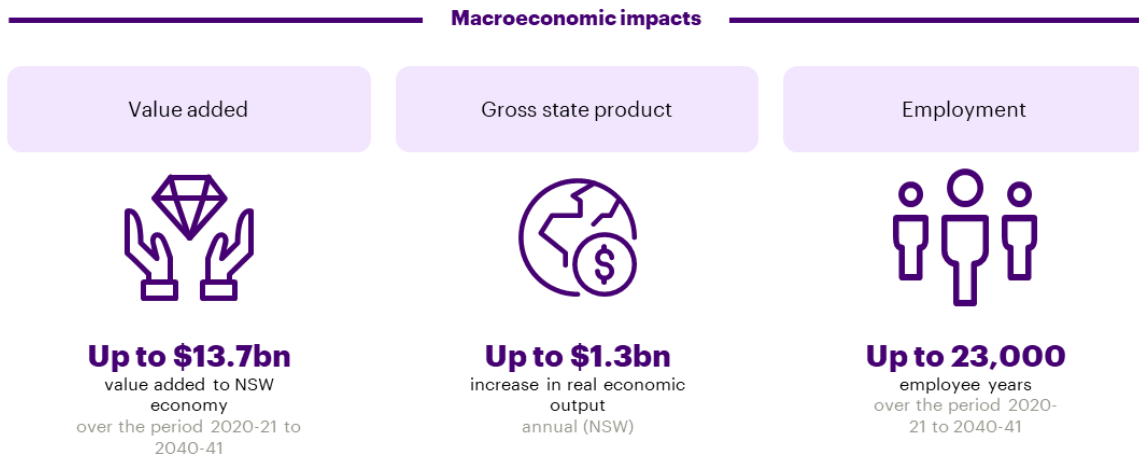 Macroeconomic impacts
Value added
Gross state product
Employment
$
Up to $13.7bn
value added to NSW
economy
over the period 2020-21 to
2040-41
Up to $1.3bn
increase in real economic
output
annual (NSW)
Up to 23,000
employee years
over the period 2020-
21 to 2040-41